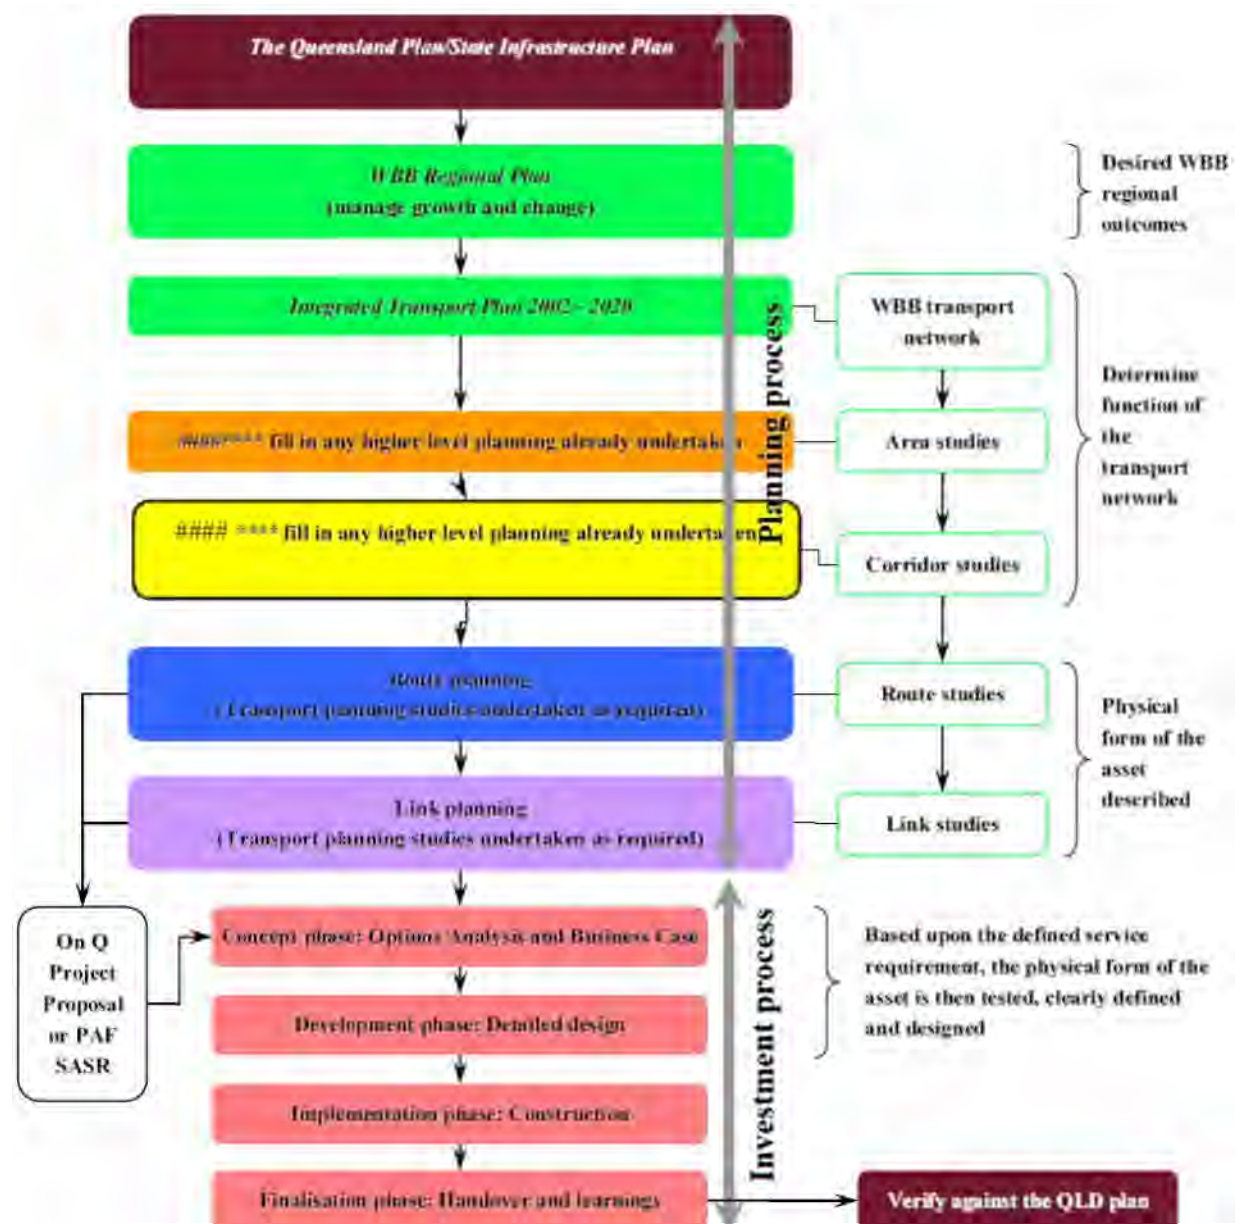 The Queensland Plan/State Infrastructure Plan
WBB Regional Plan
(manage growth and change)
Desired WBB
regional
outcomes
Integrated Transport Plan 2002 - 2020
WBB transport
network
Planning process
Determine
function of
the
transport
network
####**** fill in any higher level planning already undertaken
Area studies
#### **** fill in any higher level planning already undertaken
Corridor studies
Route planning
(Transport planning studies undertaken as required)
Route studies
Physical
form of the
asset
described
Link planning
(Transport planning studies undertaken as required)
Link studies
On Q
Project
Proposal
or PAF
SASR
Concept phase: Options Analysis and Business Case
Development phase: Detailed design
Implementation phase: Construction
Finalisation phase: Handover and learnings
Investment process
Based upon the defined service
requirement, the physical form of the
asset is then tested, clearly defined
and designed
Verify against the QLD plan